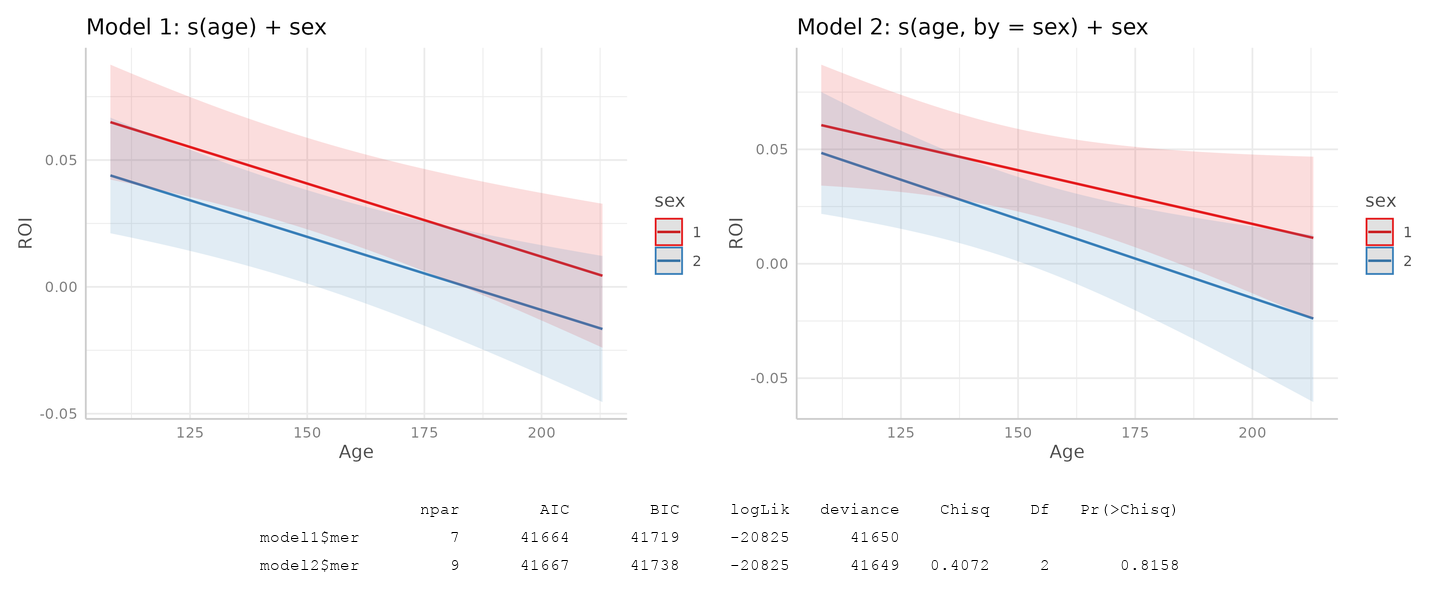 Model 1: s(age) + sex
0.05
0.00
-0.05
ROI
125 150 175 200
Age
sex
1
2
Model 2: s(age, by = sex) + sex
0.05
0.00
-0.05
ROI
125 150 175 200
Age
sex
1
2
npar AIC BIC logLik deviance Chisq Df Pr(>Chisq)
model1$mer 7 41664 41719 -20825 41650
model2$mer 9 41667 41738 -20825 41649 0.4072 2 0.8158